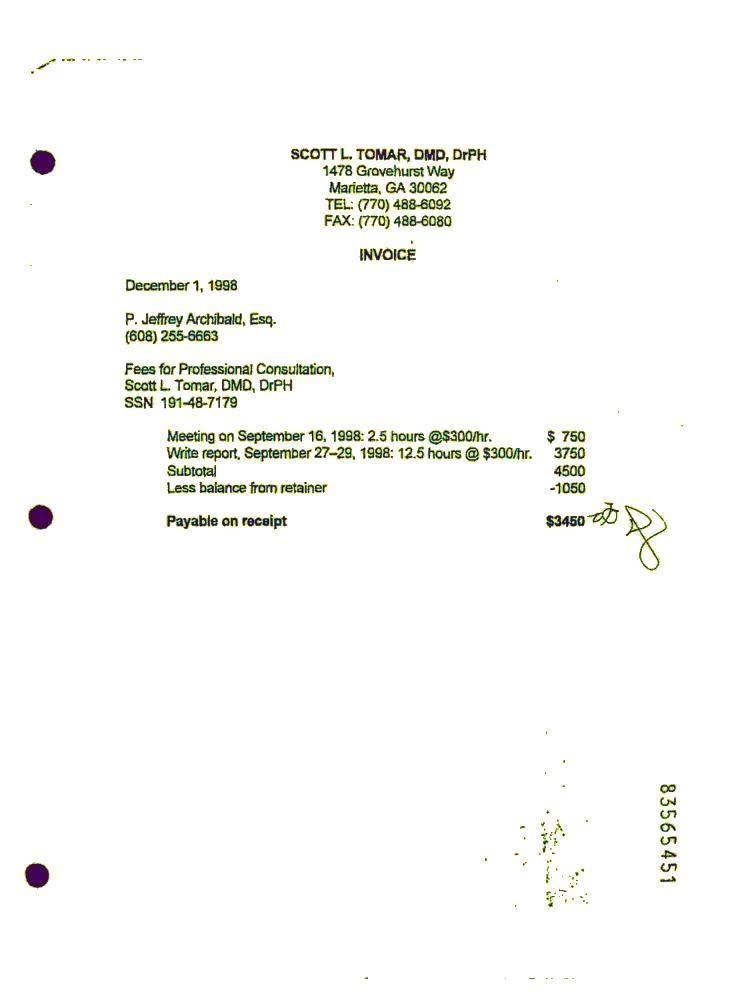 SCOTT L. TOMAR, DMD, DrPH
1478 Grovehurst Way
Marietta, GA 30062
TEL: (770) 488-6092
FAX: (770) 488-6080
INVOICE
December 1, 1998
P. Jeffrey Archibald, Esq.
(608) 255-6663
Fees for Professional Consultation,
Scott L. Tomar, DMD, DrPH
SSN 191-48-7179
Meeting on September 16, 1998: 2.5 hours @$300/hr. $ 750
Write report, September 27–29, 1998: 12.5 hours @ $300/hr. 3750
Subtotal 4500
Less balance from retainer -1050
Payable on receipt $3450
83565451